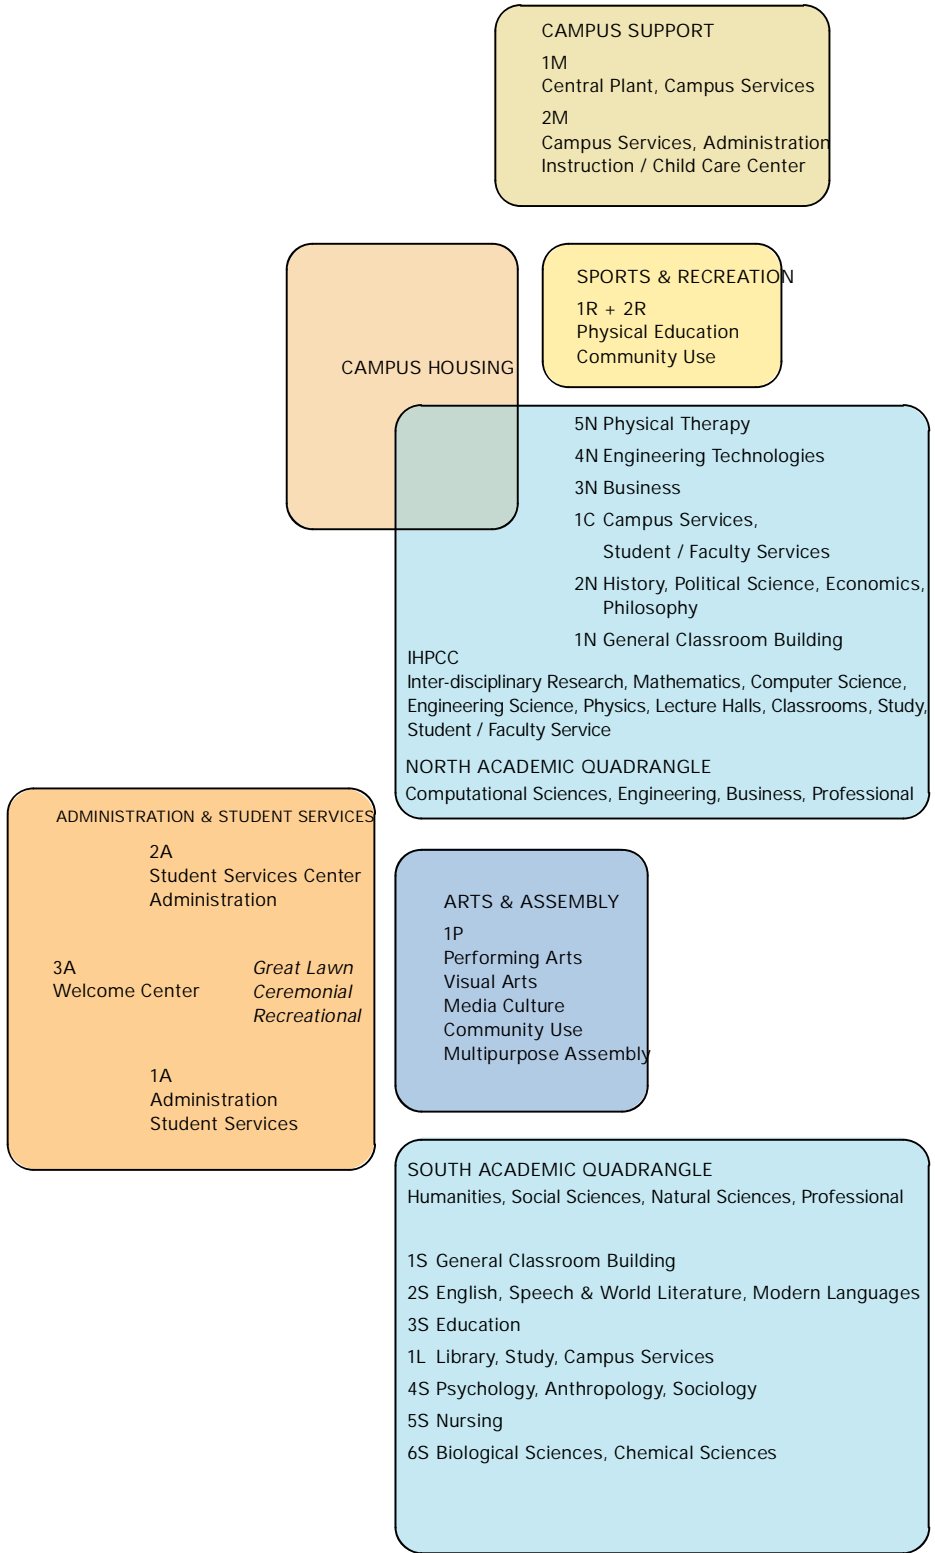 CAMPUS SUPPORT
1M
Central Plant, Campus Services
2M
Campus Services, Administration
Instruction / Child Care Center
SPORTS & RECREATION
1R + 2R
Physical Education
Community Use
CAMPUS HOUSING
5N Physical Therapy
4N Engineering Technologies
3N Business
1C Campus Services,
Student / Faculty Services
2N History, Political Science, Economics,
Philosophy
1N General Classroom Building
IHPCC
Inter-disciplinary Research, Mathematics, Computer Science,
Engineering Science, Physics, Lecture Halls, Classrooms, Study,
Student / Faculty Service
NORTH ACADEMIC QUADRANGLE
Computational Sciences, Engineering, Business, Professional
ADMINISTRATION & STUDENT SERVICES
2A
Student Services Center
Administration
3A
Welcome Center
Great Lawn
Ceremonial
Recreational
1A
Administration
Student Services
ARTS & ASSEMBLY
1P
Performing Arts
Visual Arts
Media Culture
Community Use
Multipurpose Assembly
SOUTH ACADEMIC QUADRANGLE
Humanities, Social Sciences, Natural Sciences, Professional
1S General Classroom Building
2S English, Speech & World Literature, Modern Languages
3S Education
1L Library, Study, Campus Services
4S Psychology, Anthropology, Sociology
5S Nursing
6S Biological Sciences, Chemical Sciences